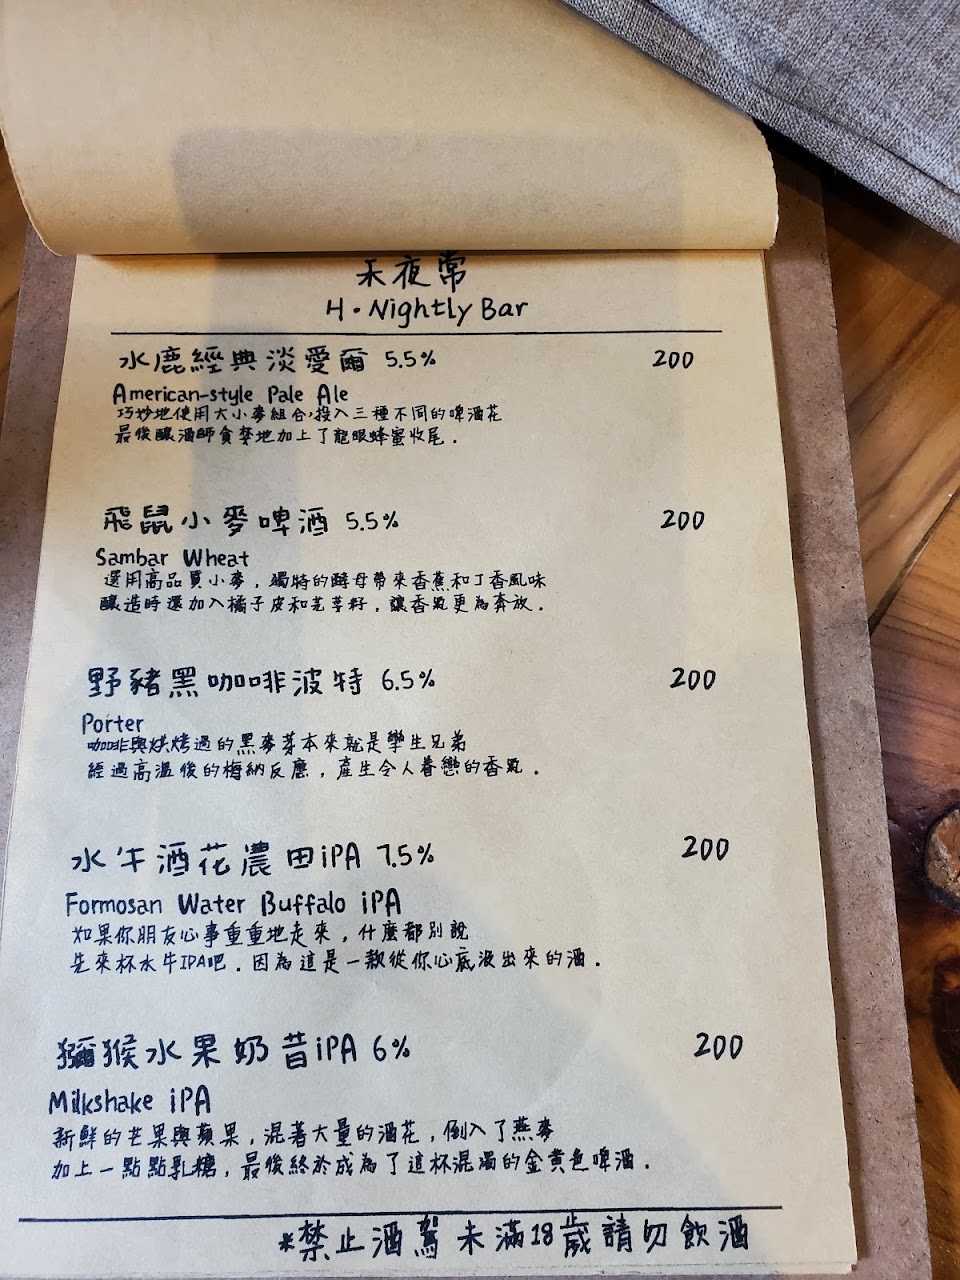 禾夜常
H·Nightly Bar
水鹿經典淡愛爾 5.5% 200
American-style Pale Ale
巧妙地使用大小麥組合,投入三種不同的啤酒花
最後釀酒師貪婪地加上了龍眼蜂蜜收尾.
飛鼠小麥啤酒 5.5% 200
Sambar Wheat
選用高品質小麥,獨特的酵母帶來香蕉和丁香風味
釀造時還加入橘子皮和芫荽籽,讓香氣更為奔放.
野豬黑咖啡波特 6.5% 200
Porter
咖啡與烘烤過的黑麥芽本來就是孿生兄弟
經過高溫後的梅納反應,產生令人眷戀的香氣.
水牛酒花農田iPA 7.5% 200
Formosan Water Buffalo iPA
如果你朋友心事重重地走來,什麼都別說
先來杯水牛IPA吧.因為這是一款從你心底浚出來的酒.
獼猴水果奶昔iPA 6% 200
Milkshake iPA
新鮮的芒果與蘋果,混著大量的酒花,倒入了燕麥
加上一點點乳糖,最後終於成為了這杯混濁的金黃色啤酒.
*禁止酒駕 未滿18歲請勿飲酒